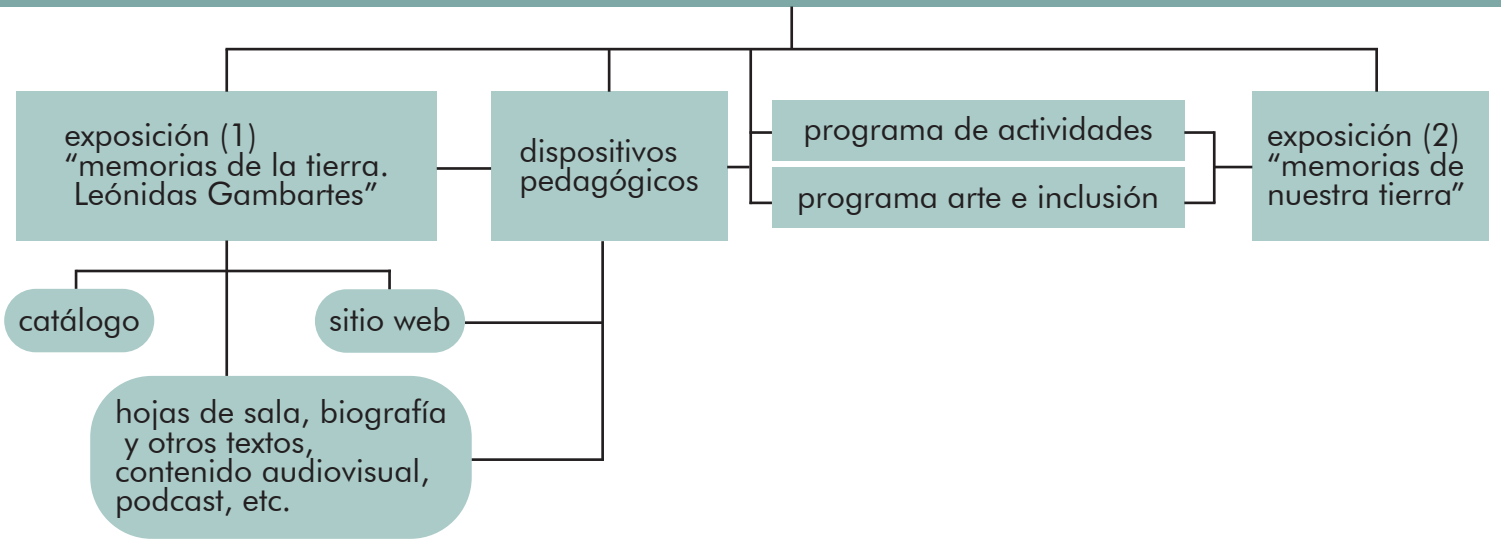 exposición (1)
“memorias de la tierra.
Leónidas Gambartes”
dispositivos
pedagógicos
programa de actividades
programa arte e inclusión
exposición (2)
“memorias de
nuestra tierra”
catálogo
sitio web
hojas de sala, biografía
y otros textos,
contenido audiovisual,
podcast, etc.